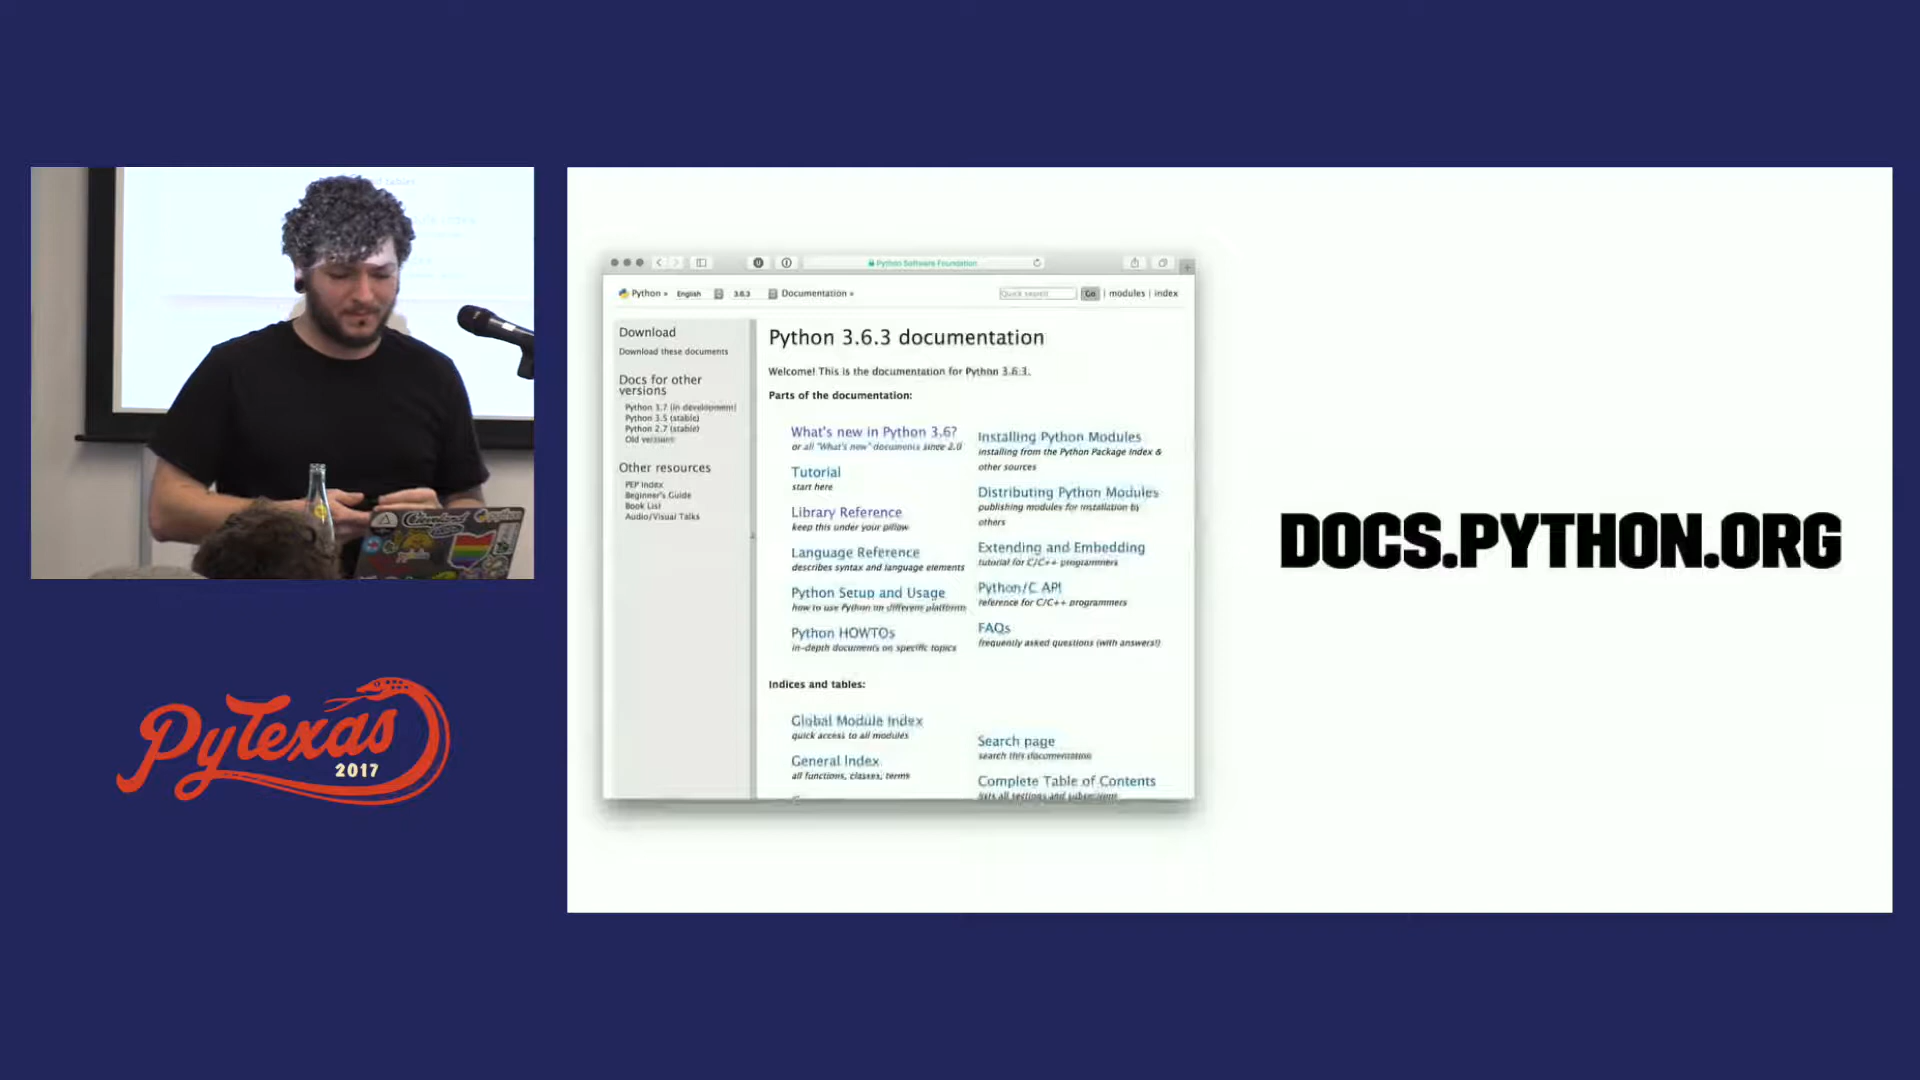 PyTexas
2017
Cleveland
Python Software Foundation
Python » English 3.6.3 Documentation » Quick search Go | modules | index
Download
Download these documents
Docs for other
versions
Python 3.7 (in development)
Python 3.5 (stable)
Python 2.7 (stable)
Old versions
Other resources
PEP Index
Beginner's Guide
Book List
Audio/Visual Talks
Python 3.6.3 documentation
Welcome! This is the documentation for Python 3.6.3.
Parts of the documentation:
What's new in Python 3.6?
or all "What's new" documents since 2.0
Tutorial
start here
Library Reference
keep this under your pillow
Language Reference
describes syntax and language elements
Python Setup and Usage
how to use Python on different platforms
Python HOWTOs
in-depth documents on specific topics
Installing Python Modules
installing from the Python Package Index &
other sources
Distributing Python Modules
publishing modules for installation by
others
Extending and Embedding
tutorial for C/C++ programmers
Python/C API
reference for C/C++ programmers
FAQs
frequently asked questions (with answers!)
Indices and tables:
Global Module Index
quick access to all modules
General Index
all functions, classes, terms
Search page
search this documentation
Complete Table of Contents
lists all sections and subsections
DOCS.PYTHON.ORG